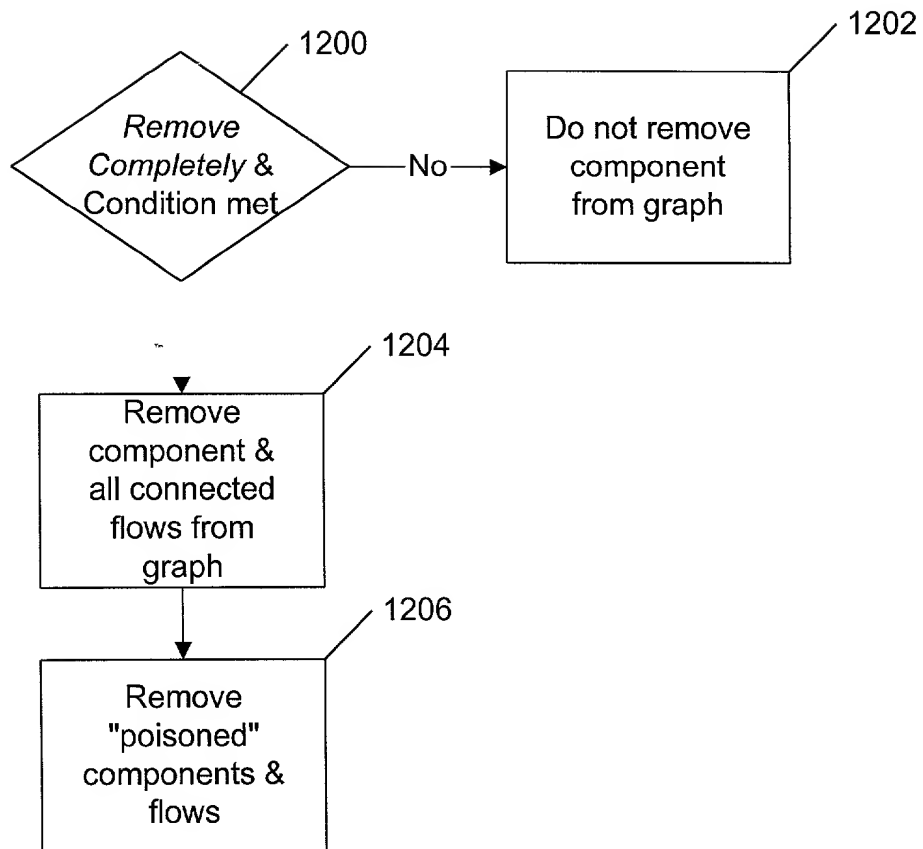 1200
1202
Remove
Completely &
Condition met
No
Do not remove
component
from graph
1204
Remove
component &
all connected
flows from
graph
1206
Remove
"poisoned"
components &
flows